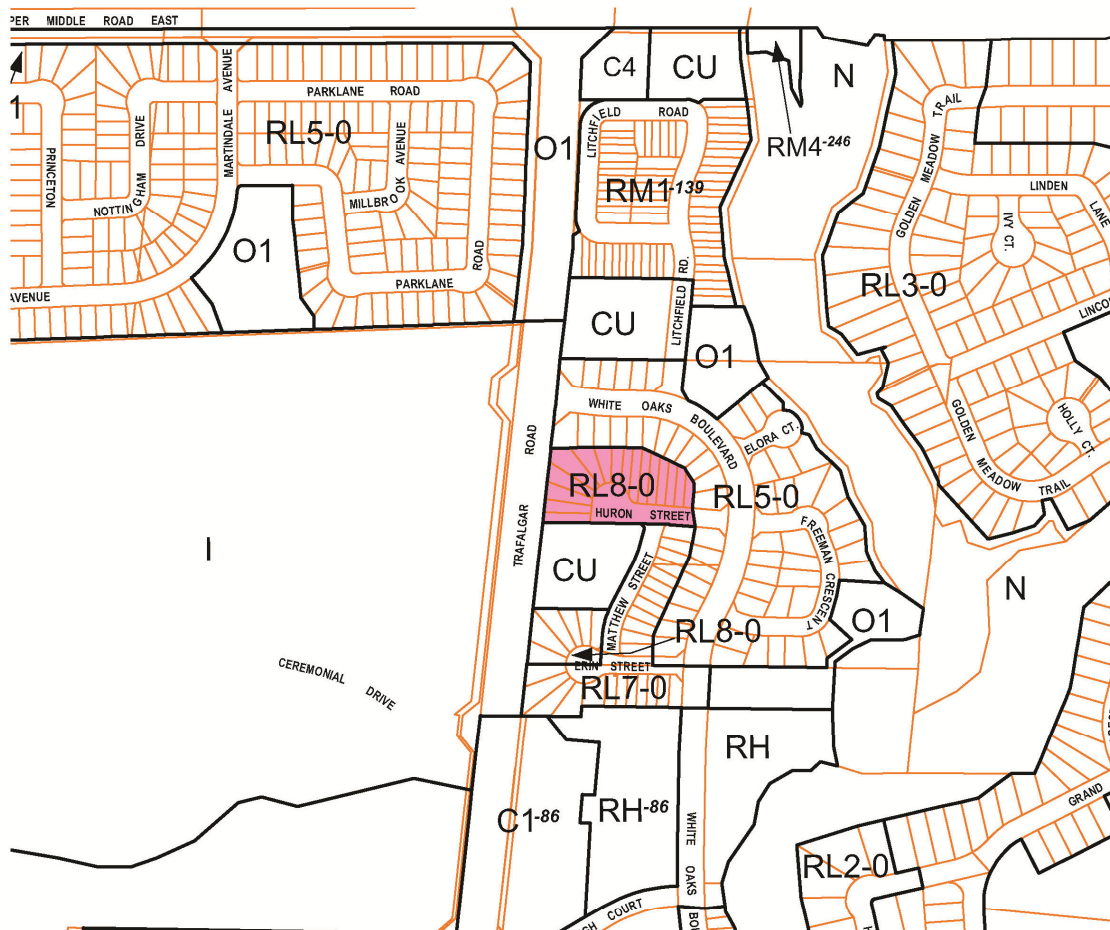 PER MIDDLE ROAD EAST
MARTINDALE AVENUE
C4
CU
N
1
PARKLANE ROAD
LITCHFIELD ROAD
GOLDEN MEADOW TRAIL
RL5-0
O1
RM4-246
PRINCETON
NOTTINGHAM DRIVE
MILLBROOK AVENUE
RM1-139
LINDEN LANE
IVY CT.
O1
PARKLANE ROAD
LITCHFIELD RD.
RL3-0
AVENUE
CU
LINCO
O1
WHITE OAKS BOULEVARD
ELORA CT.
GOLDEN MEADOW TRAIL
HOLLY CT.
TRAFALGAR ROAD
RL8-0
RL5-0
HURON STREET
FREEMAN CRESCENT
I
CU
MATTHEW STREET
N
O1
RL8-0
ERIN STREET
CEREMONIAL DRIVE
RL7-0
RH
C1-86
RH-86
WHITE OAKS BOU
GRAND
RL2-0
GH COURT